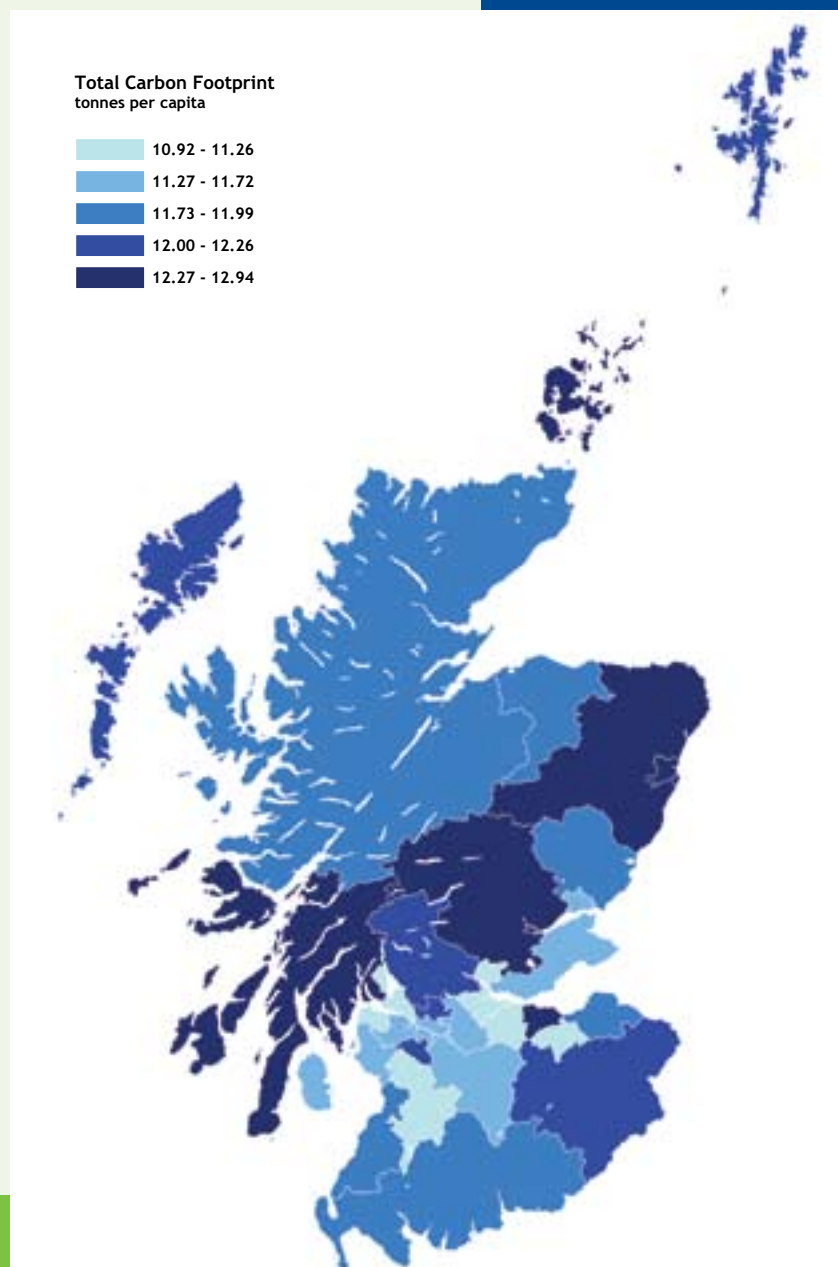 Total Carbon Footprint
tonnes per capita
10.92 - 11.26
11.27 - 11.72
11.73 - 11.99
12.00 - 12.26
12.27 - 12.94